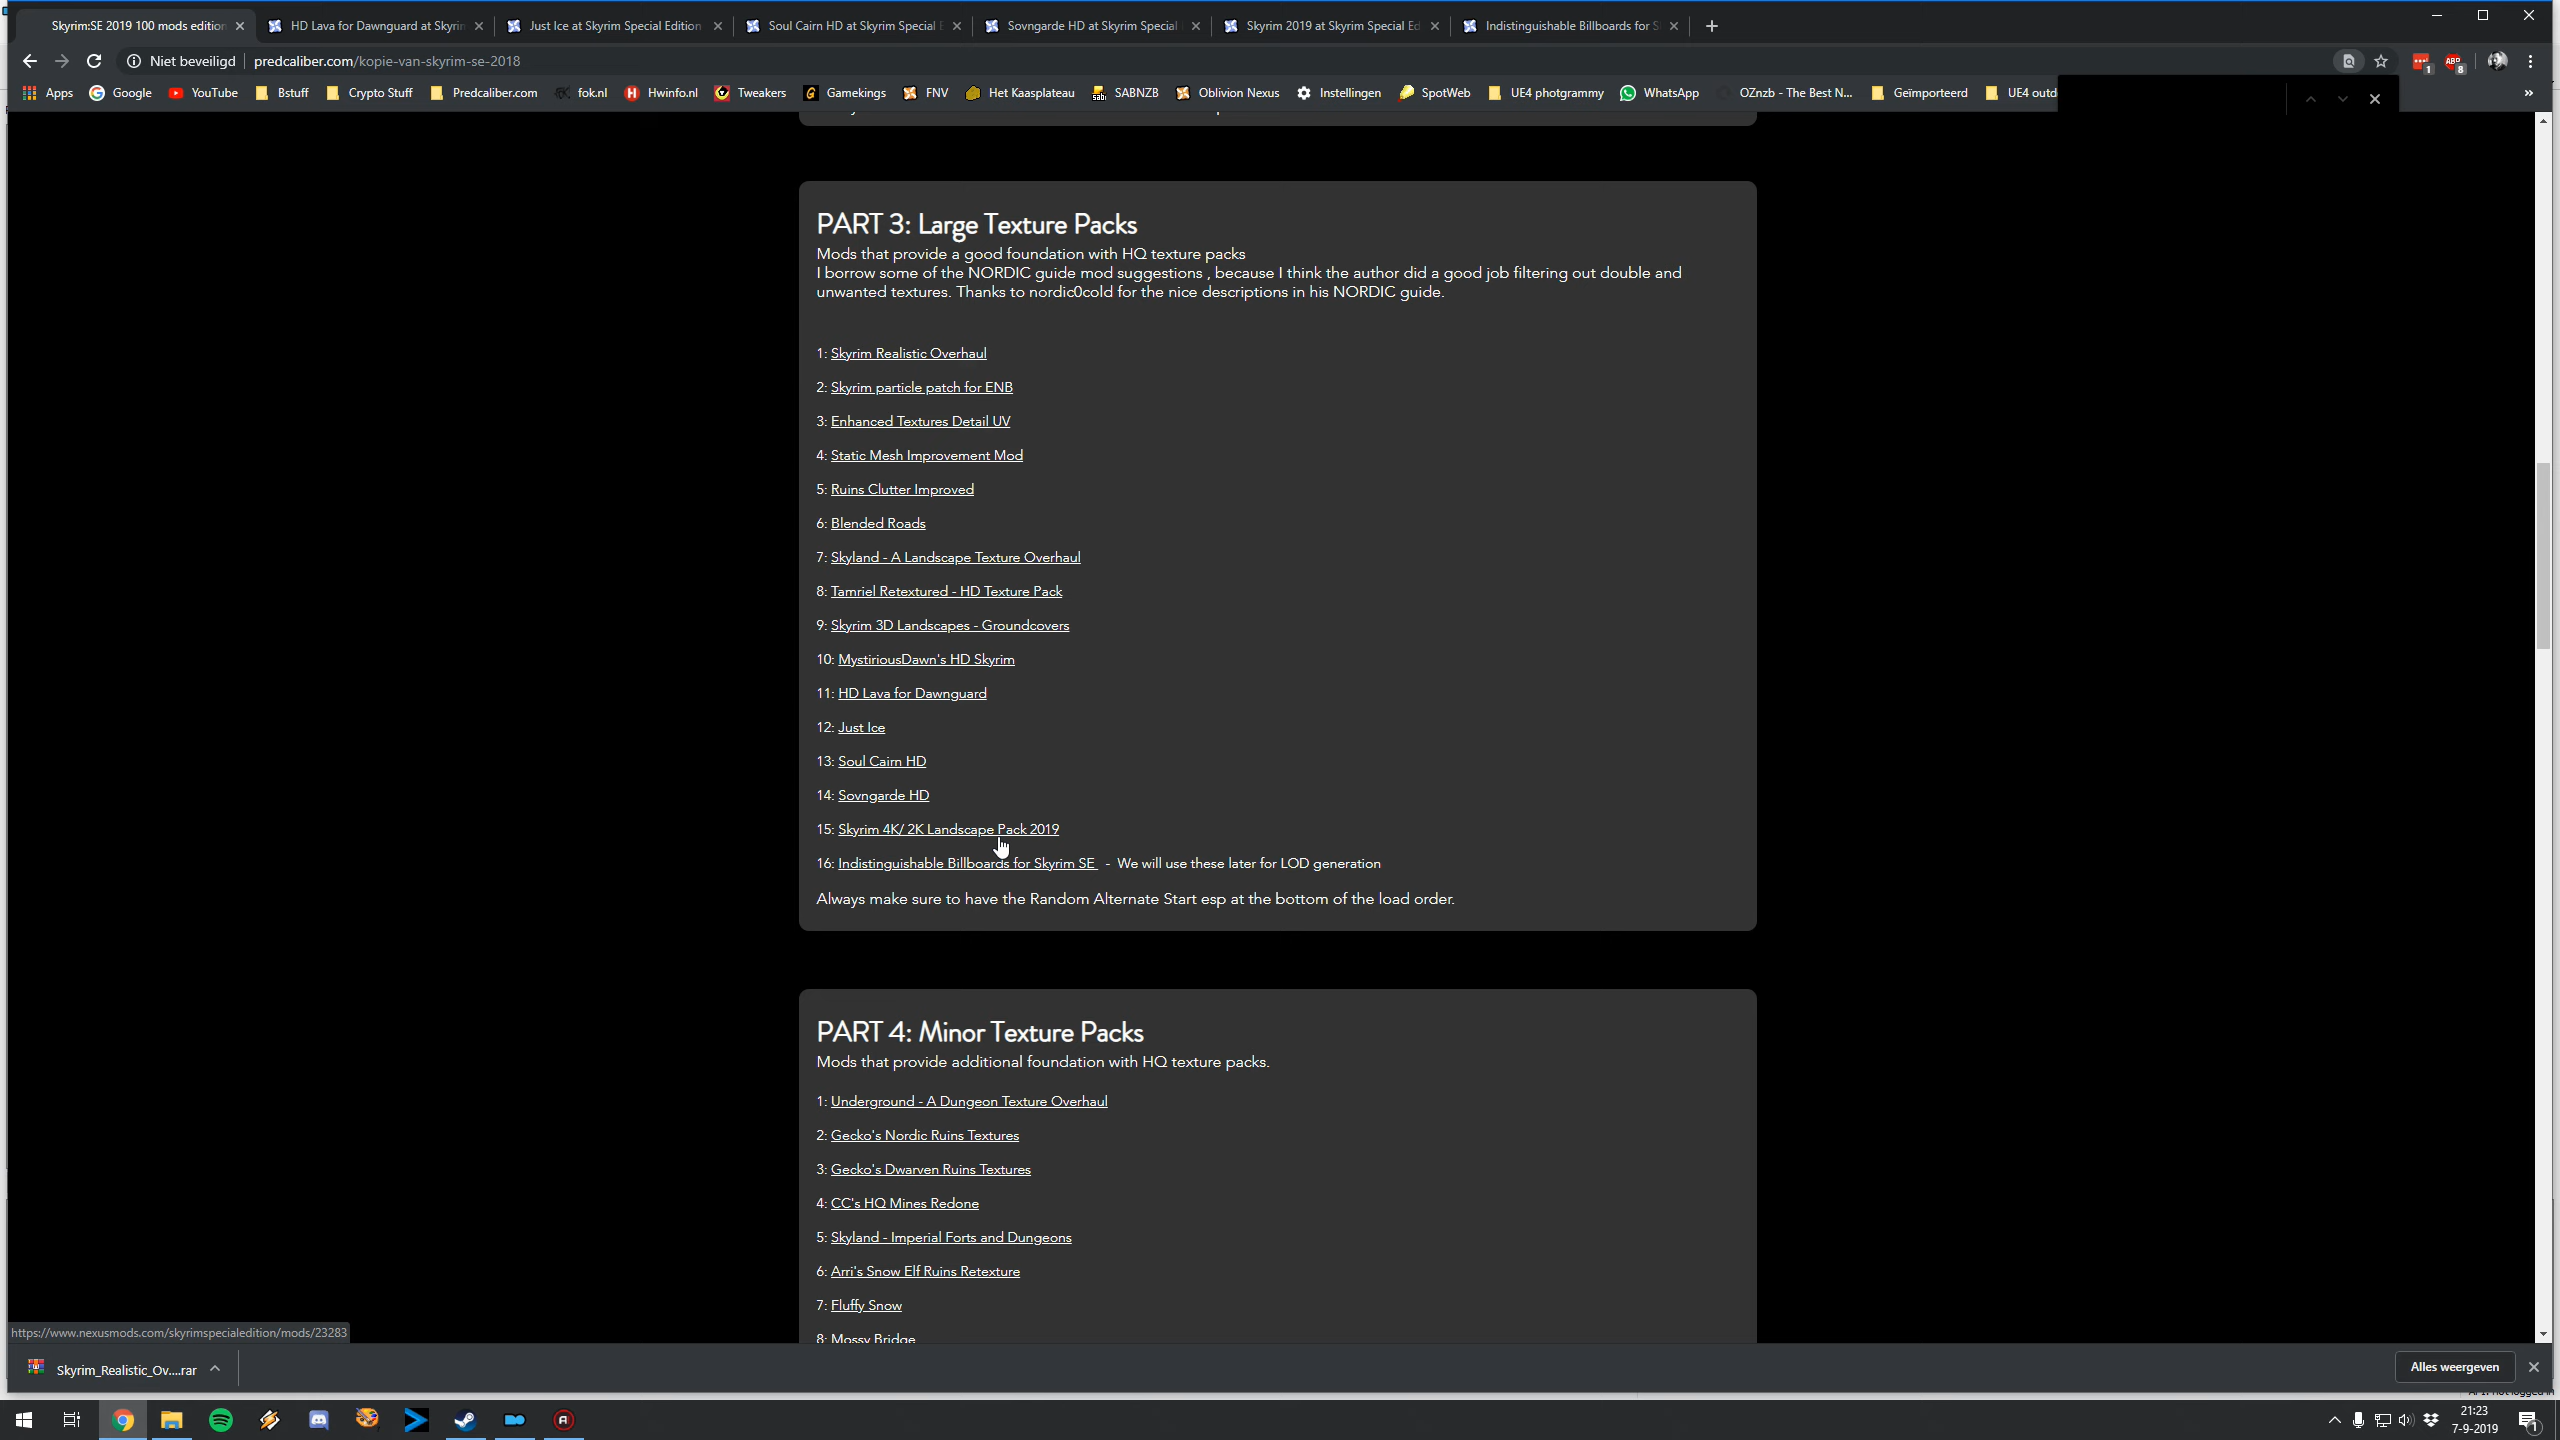 Skyrim:SE 2019 100 mods edition
HD Lava for Dawnguard at Skyrim
Just Ice at Skyrim Special Edition
Soul Cairn HD at Skyrim Special E
Sovngarde HD at Skyrim Special
Skyrim 2019 at Skyrim Special Ed
Indistinguishable Billboards for S
Niet beveiligd
predcaliber.com/kopie-van-skyrim-se-2018
Apps
Google
YouTube
Bstuff
Crypto Stuff
Predcaliber.com
fok.nl
Hwinfo.nl
Tweakers
Gamekings
FNV
Het Kaasplateau
SABNZB
Oblivion Nexus
Instellingen
SpotWeb
UE4 photgrammy
WhatsApp
OZnzb - The Best N...
Geïmporteerd
UE4 outd
PART 3: Large Texture Packs
Mods that provide a good foundation with HQ texture packs
I borrow some of the NORDIC guide mod suggestions , because I think the author did a good job filtering out double and
unwanted textures. Thanks to nordic0cold for the nice descriptions in his NORDIC guide.
1: Skyrim Realistic Overhaul
2: Skyrim particle patch for ENB
3: Enhanced Textures Detail UV
4: Static Mesh Improvement Mod
5: Ruins Clutter Improved
6: Blended Roads
7: Skyland - A Landscape Texture Overhaul
8: Tamriel Retextured - HD Texture Pack
9: Skyrim 3D Landscapes - Groundcovers
10: MystiriousDawn's HD Skyrim
11: HD Lava for Dawnguard
12: Just Ice
13: Soul Cairn HD
14: Sovngarde HD
15: Skyrim 4K/ 2K Landscape Pack 2019
16: Indistinguishable Billboards for Skyrim SE - We will use these later for LOD generation
Always make sure to have the Random Alternate Start esp at the bottom of the load order.
PART 4: Minor Texture Packs
Mods that provide additional foundation with HQ texture packs.
1: Underground - A Dungeon Texture Overhaul
2: Gecko's Nordic Ruins Textures
3: Gecko's Dwarven Ruins Textures
4: CC's HQ Mines Redone
5: Skyland - Imperial Forts and Dungeons
6: Arri's Snow Elf Ruins Retexture
7: Fluffy Snow
8: Mossy Bridge
https://www.nexusmods.com/skyrimspecialedition/mods/23283
Skyrim_Realistic_Ov....rar
Alles weergeven
21:23
7-9-2019